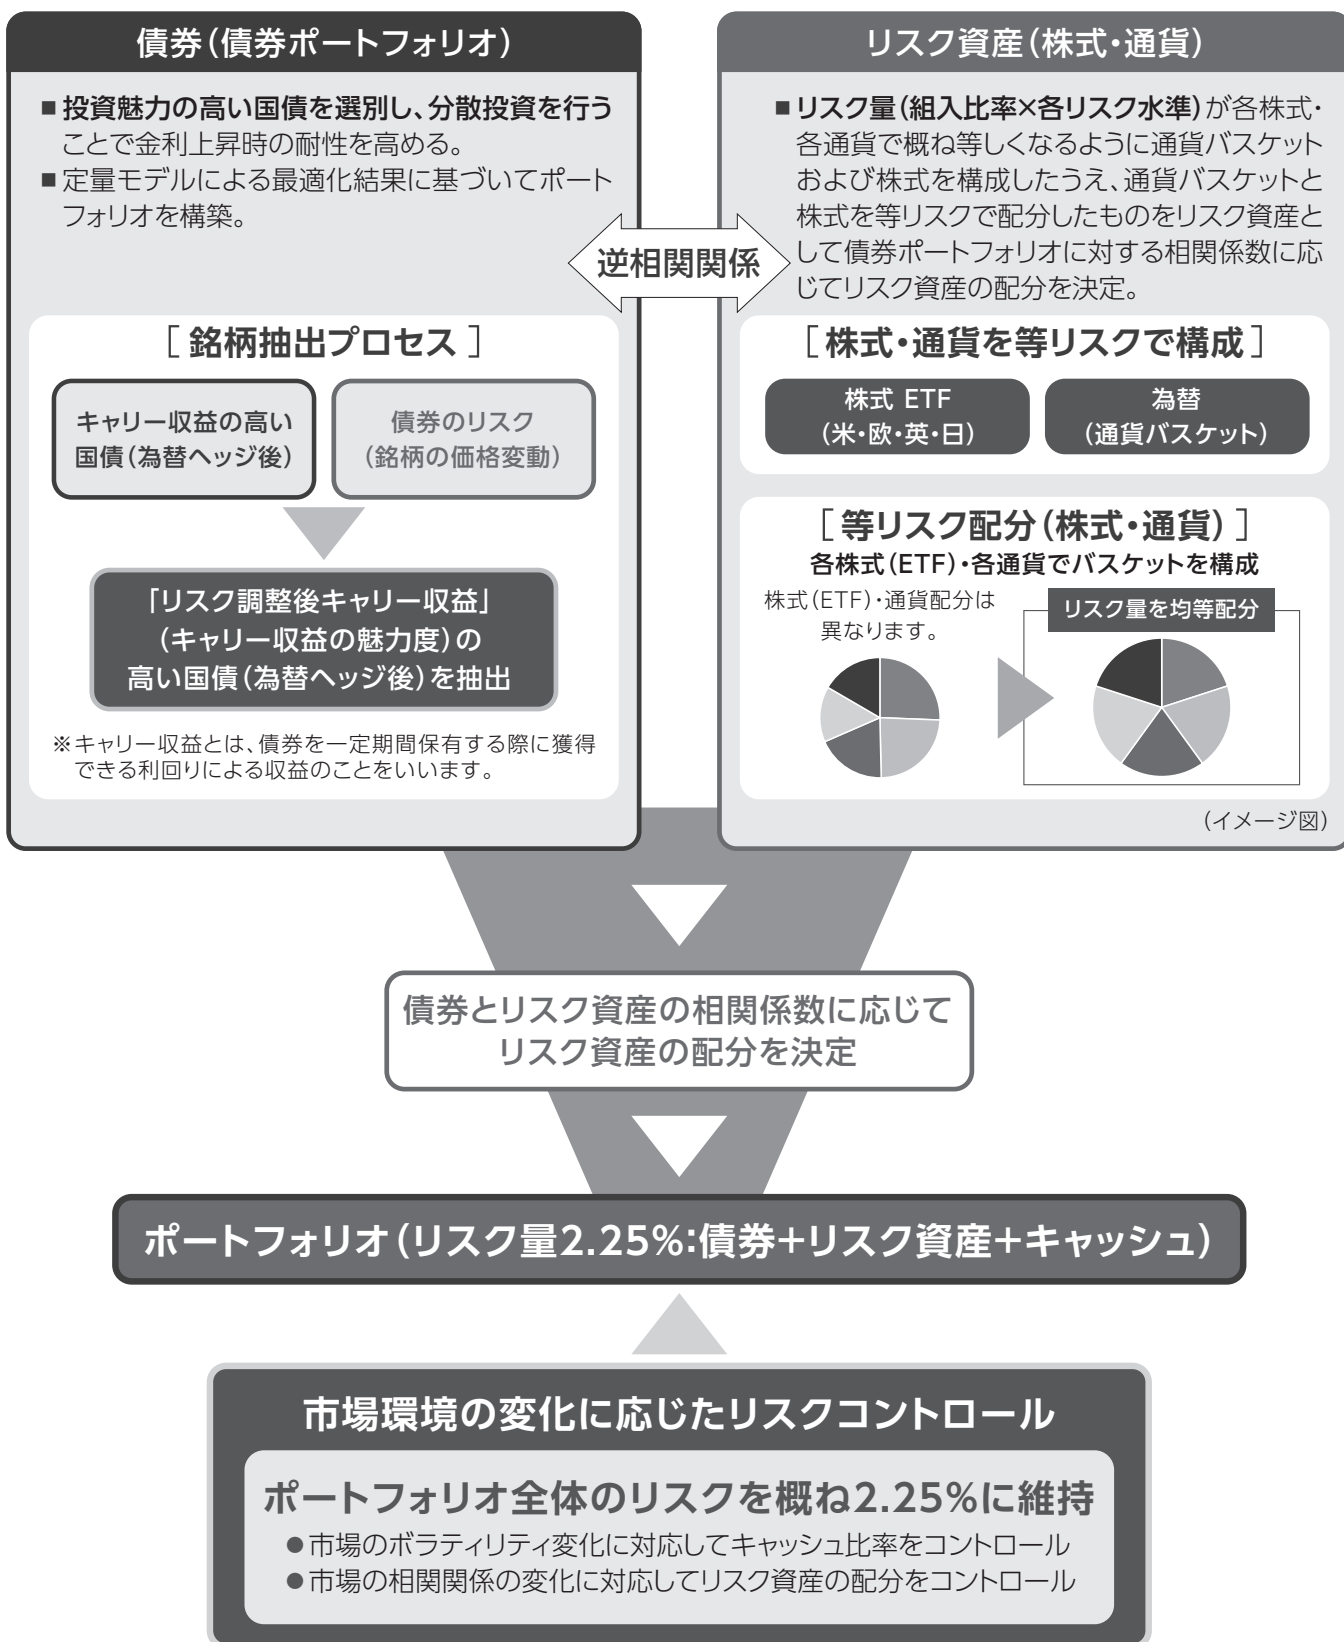 債券（債券ポートフォリオ）
■投資魅力の高い国債を選別し、分散投資を行う
ことで金利上昇時の耐性を高める。
■定量モデルによる最適化結果に基づいてポート
フォリオを構築。
[ 銘柄抽出プロセス ]
キャリー収益の高い
国債（為替ヘッジ後）
債券のリスク
（銘柄の価格変動）
「リスク調整後キャリー収益」
（キャリー収益の魅力度）の
高い国債（為替ヘッジ後）を抽出
※キャリー収益とは、債券を一定期間保有する際に獲得
できる利回りによる収益のことをいいます。
逆相関関係
リスク資産（株式・通貨）
■リスク量（組入比率×各リスク水準）が各株式・
各通貨で概ね等しくなるように通貨バスケット
および株式を構成したうえ、通貨バスケットと
株式を等リスクで配分したものをリスク資産と
して債券ポートフォリオに対する相関係数に応
じてリスク資産の配分を決定。
[ 株式・通貨を等リスクで構成 ]
株式 ETF
（米・欧・英・日）
為替
（通貨バスケット）
[ 等リスク配分（株式・通貨） ]
各株式（ETF）・各通貨でバスケットを構成
株式（ETF）・通貨配分は
異なります。
リスク量を均等配分
（イメージ図）
債券とリスク資産の相関係数に応じて
リスク資産の配分を決定
ポートフォリオ（リスク量2.25%：債券＋リスク資産＋キャッシュ）
市場環境の変化に応じたリスクコントロール
ポートフォリオ全体のリスクを概ね2.25%に維持
●市場のボラティリティ変化に対応してキャッシュ比率をコントロール
●市場の相関関係の変化に対応してリスク資産の配分をコントロール